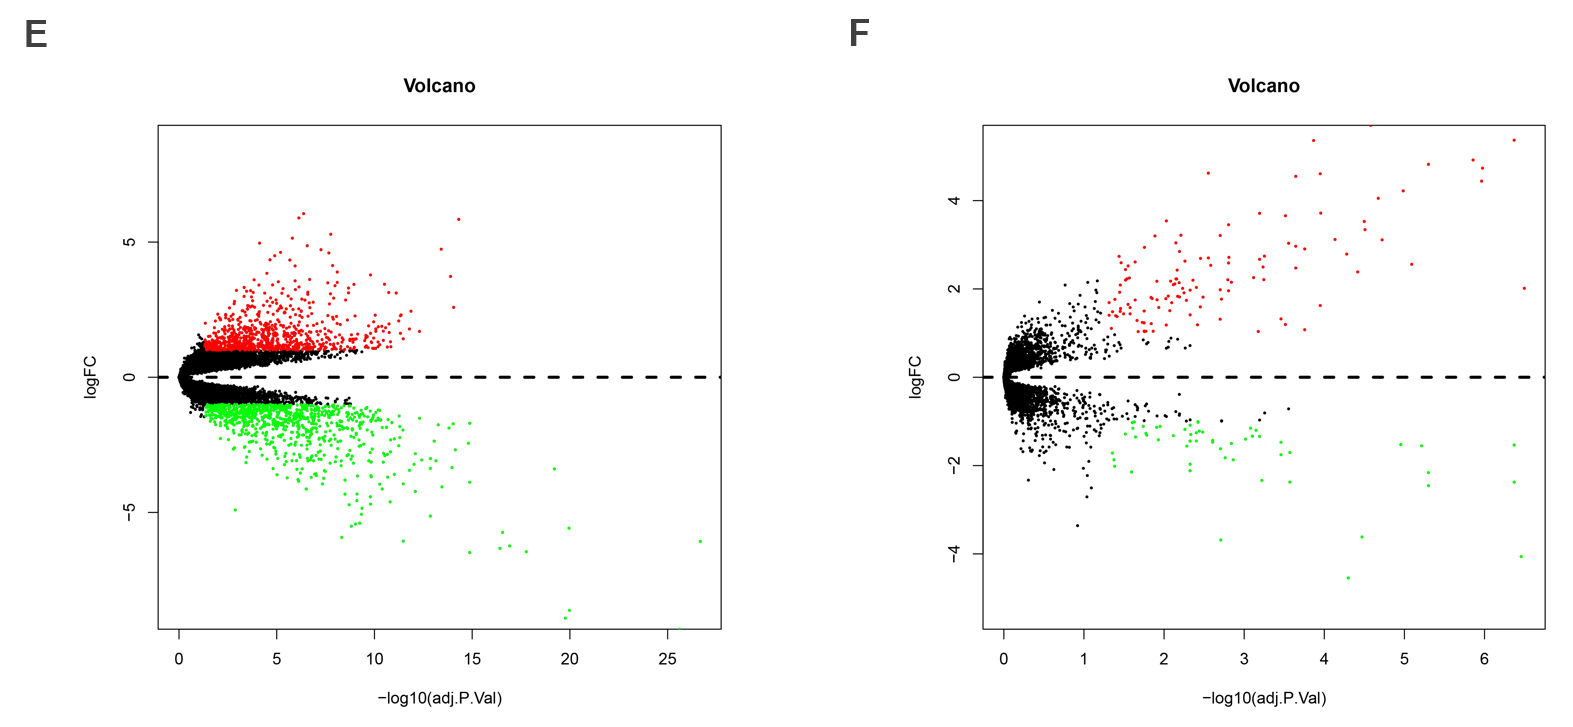 E
Volcano
logFC
5
0
−5
0 5 10 15 20 25
−log10(adj.P.Val)
F
Volcano
logFC
4
2
0
−2
−4
0 1 2 3 4 5 6
−log10(adj.P.Val)